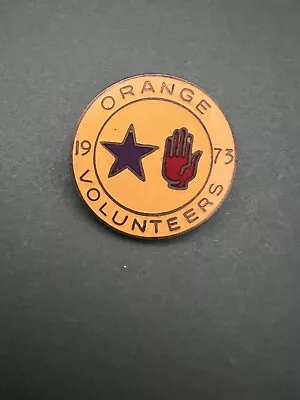 ORANGE
19 73
VOLUNTEERS